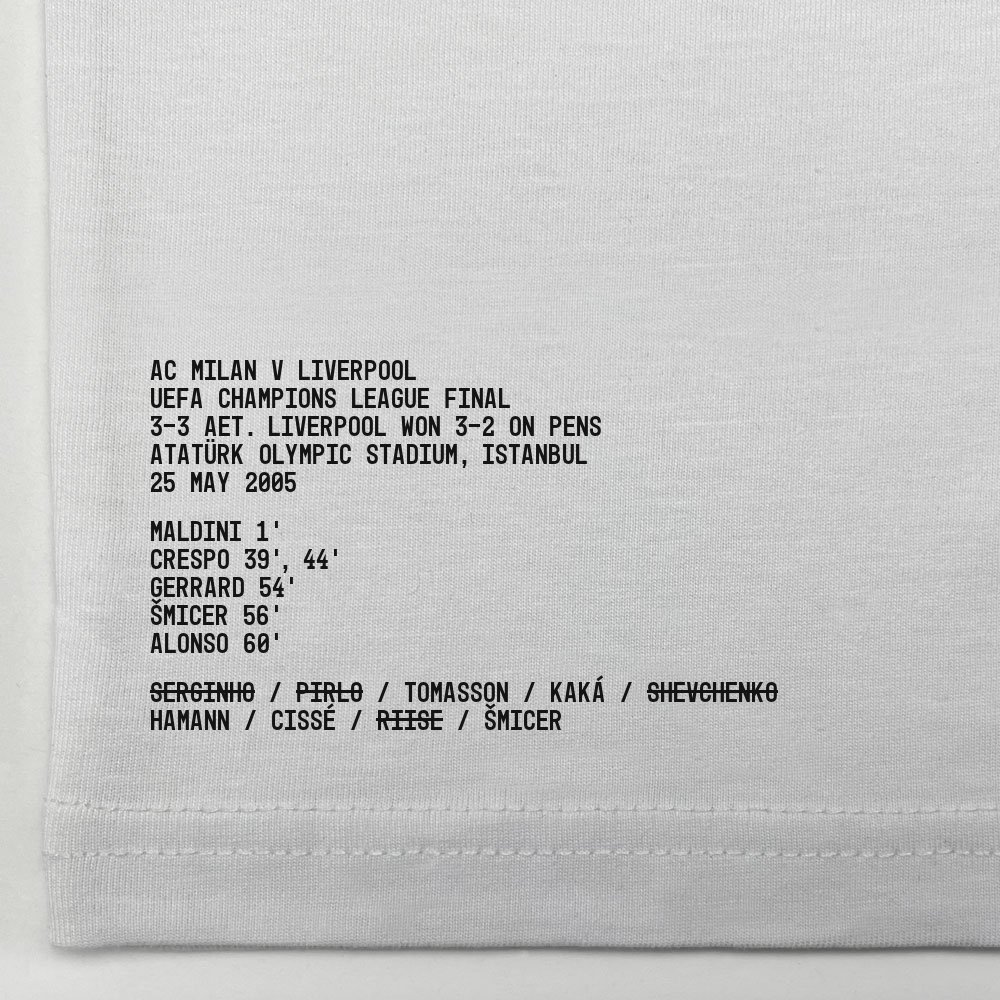 AC MILAN V LIVERPOOL
UEFA CHAMPIONS LEAGUE FINAL
3-3 AET. LIVERPOOL WON 3-2 ON PENS
ATATÜRK OLYMPIC STADIUM, ISTANBUL
25 MAY 2005
MALDINI 1'
CRESPO 39', 44'
GERRARD 54'
ŠMICER 56'
ALONSO 60'
SERGINHO / PIRLO / TOMASSON / KAKÁ / SHEVCHENKO
HAMANN / CISSÉ / RIISE / ŠMICER